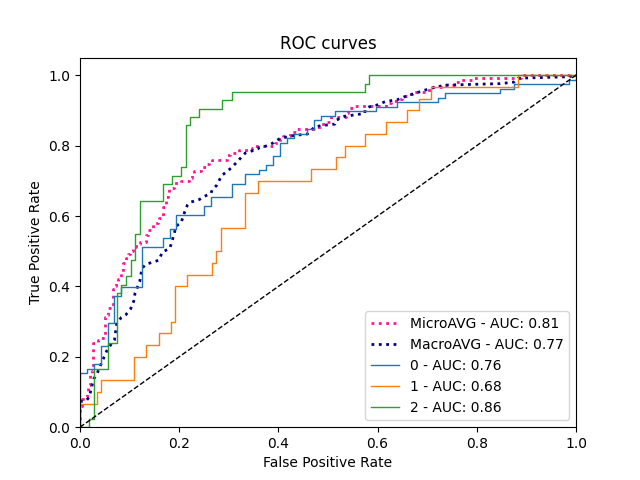 ROC curves
1.0
0.8
0.6
0.4
0.2
0.0
True Positive Rate
MicroAVG - AUC: 0.81
MacroAVG - AUC: 0.77
0 - AUC: 0.76
1 - AUC: 0.68
2 - AUC: 0.86
0.0 0.2 0.4 0.6 0.8 1.0
False Positive Rate